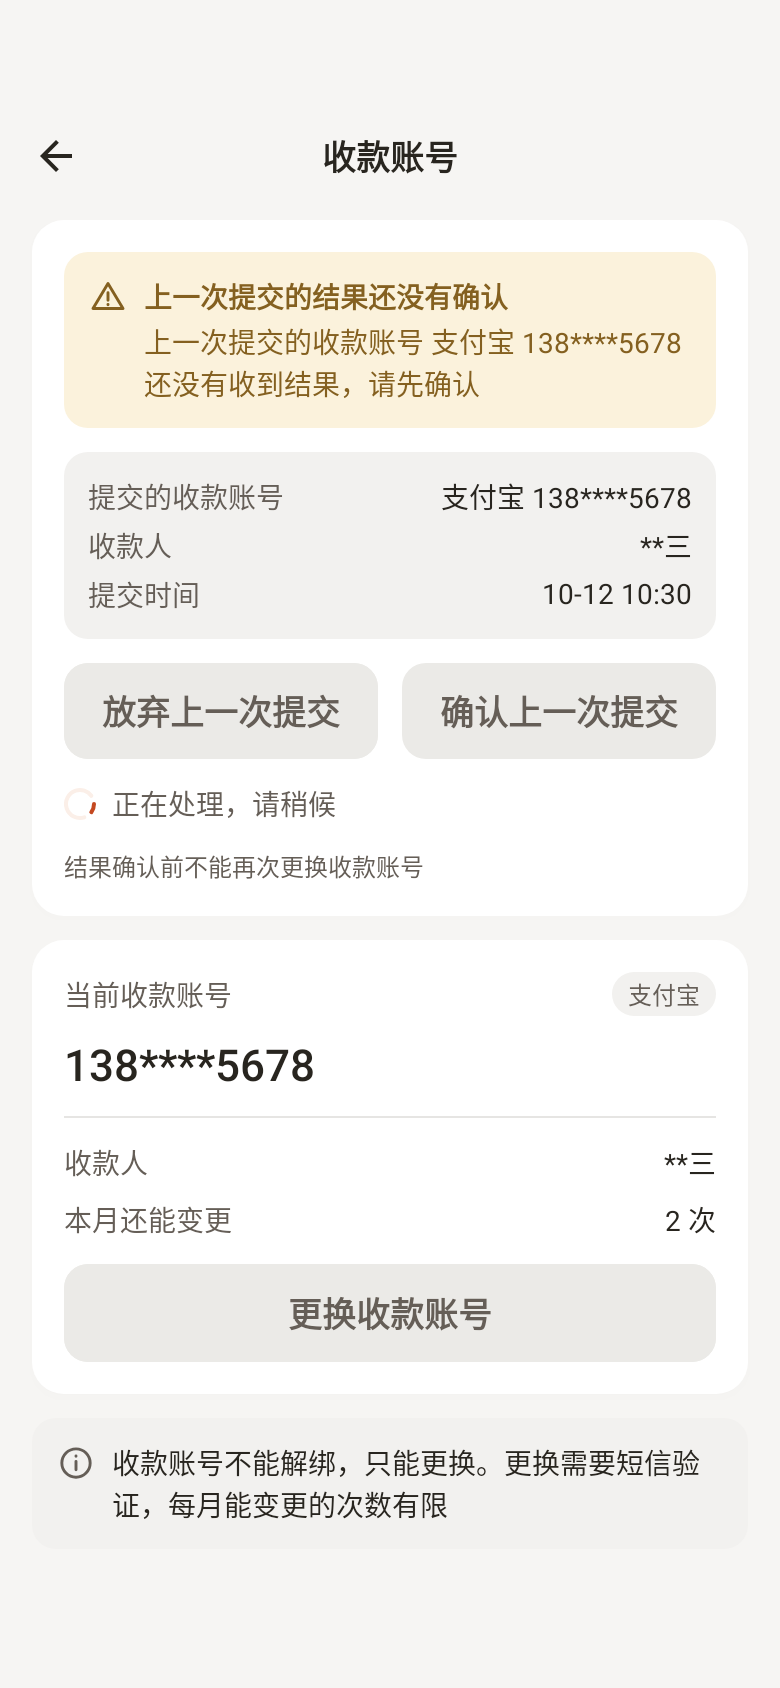 收款账号
上一次提交的结果还没有确认
上一次提交的收款账号 支付宝 138****5678
还没有收到结果，请先确认
提交的收款账号 支付宝 138****5678
收款人 **三
提交时间 10-12 10:30
放弃上一次提交 确认上一次提交
正在处理，请稍候
结果确认前不能再次更换收款账号
当前收款账号 支付宝
138****5678
收款人 **三
本月还能变更 2 次
更换收款账号
收款账号不能解绑，只能更换。更换需要短信验
证，每月能变更的次数有限